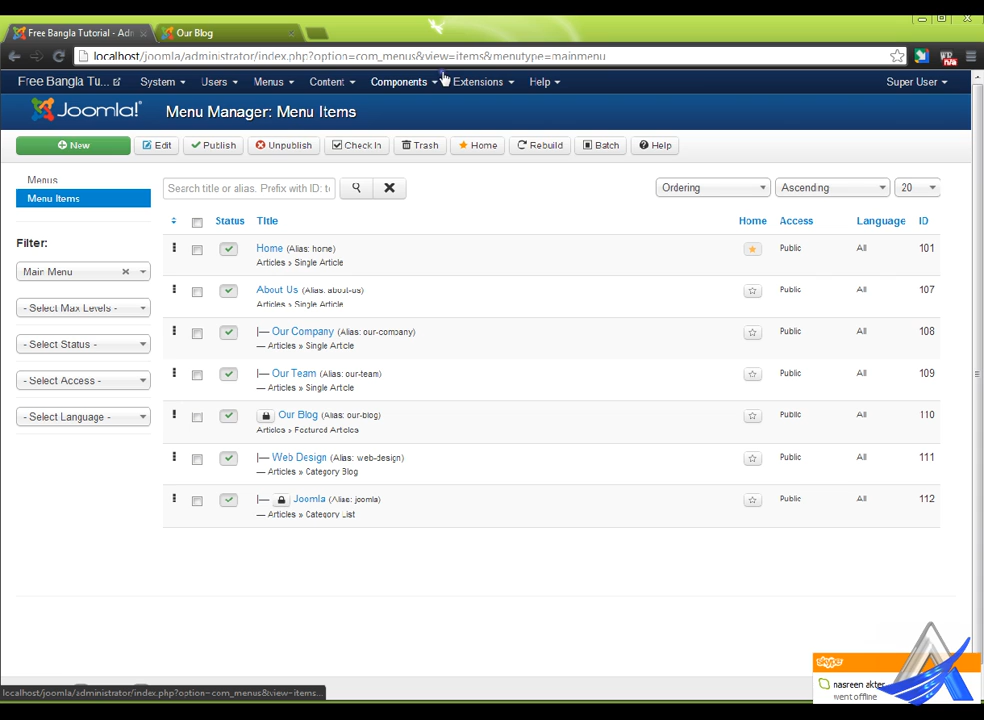 Free Bangla Tutorial - Adn
Our Blog
localhost/joomla/administrator/index.php?option=com_menus&view=items&menutype=mainmenu
Free Bangla Tu... System Users Menus Content Components Extensions Help Super User
Joomla! Menu Manager: Menu Items
New Edit Publish Unpublish Check In Trash Home Rebuild Batch Help
Menus
Menu Items
Search title or alias. Prefix with ID: t
Ordering Ascending 20
Status Title Home Access Language ID
Filter:
Main Menu
- Select Max Levels -
- Select Status -
- Select Access -
- Select Language -
Home (Alias: home) Public All 101
Articles » Single Article
About Us (Alias: about-us) Public All 107
Articles » Single Article
|— Our Company (Alias: our-company) Public All 108
— Articles » Single Article
|— Our Team (Alias: our-team) Public All 109
— Articles » Single Article
Our Blog (Alias: our-blog) Public All 110
Articles » Featured Articles
|— Web Design (Alias: web-design) Public All 111
— Articles » Category Blog
|— Joomla (Alias: joomla) Public All 112
— Articles » Category List
localhost/joomla/administrator/index.php?option=com_menus&view=items...
skype
nasreen akter
went offline